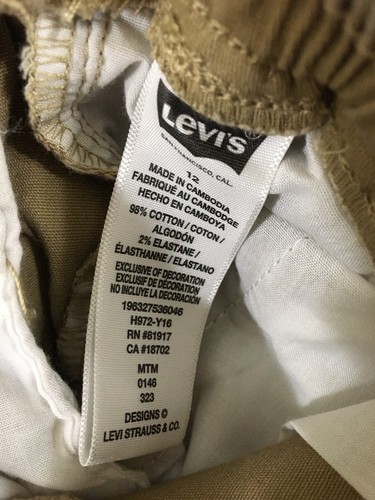 Levi's®
SAN FRANCISCO, CAL.
12
MADE IN CAMBODIA
FABRIQUÉ AU CAMBODGE
HECHO EN CAMBOYA
98% COTTON / COTON /
ALGODÓN
2% ELASTANE /
ÉLASTHANNE / ELASTANO
EXCLUSIVE OF DECORATION
EXCLUSIF DE DÉCORATION
NO INCLUYE LA DECORACIÓN
196327536046
H972-Y16
RN #81917
CA #18702
MTM
0146
323
DESIGNS ©
LEVI STRAUSS & CO.